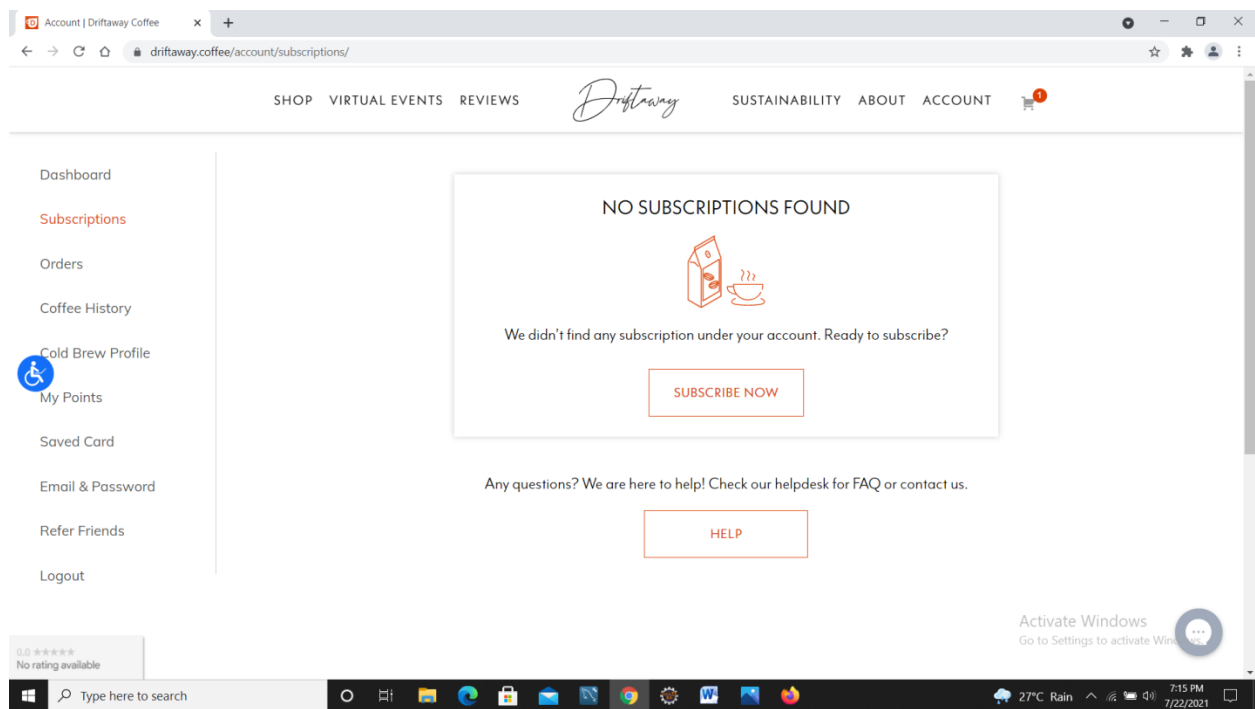 Account | Driftaway Coffee
driftaway.coffee/account/subscriptions/
SHOP VIRTUAL EVENTS REVIEWS Driftaway SUSTAINABILITY ABOUT ACCOUNT 1
Dashboard
Subscriptions
Orders
Coffee History
Cold Brew Profile
My Points
Saved Card
Email & Password
Refer Friends
Logout
NO SUBSCRIPTIONS FOUND
We didn't find any subscription under your account. Ready to subscribe?
SUBSCRIBE NOW
Any questions? We are here to help! Check our helpdesk for FAQ or contact us.
HELP
Activate Windows
Go to Settings to activate
0.0 ★★★★★
No rating available
Type here to search
27°C Rain
7:15 PM
7/22/2021